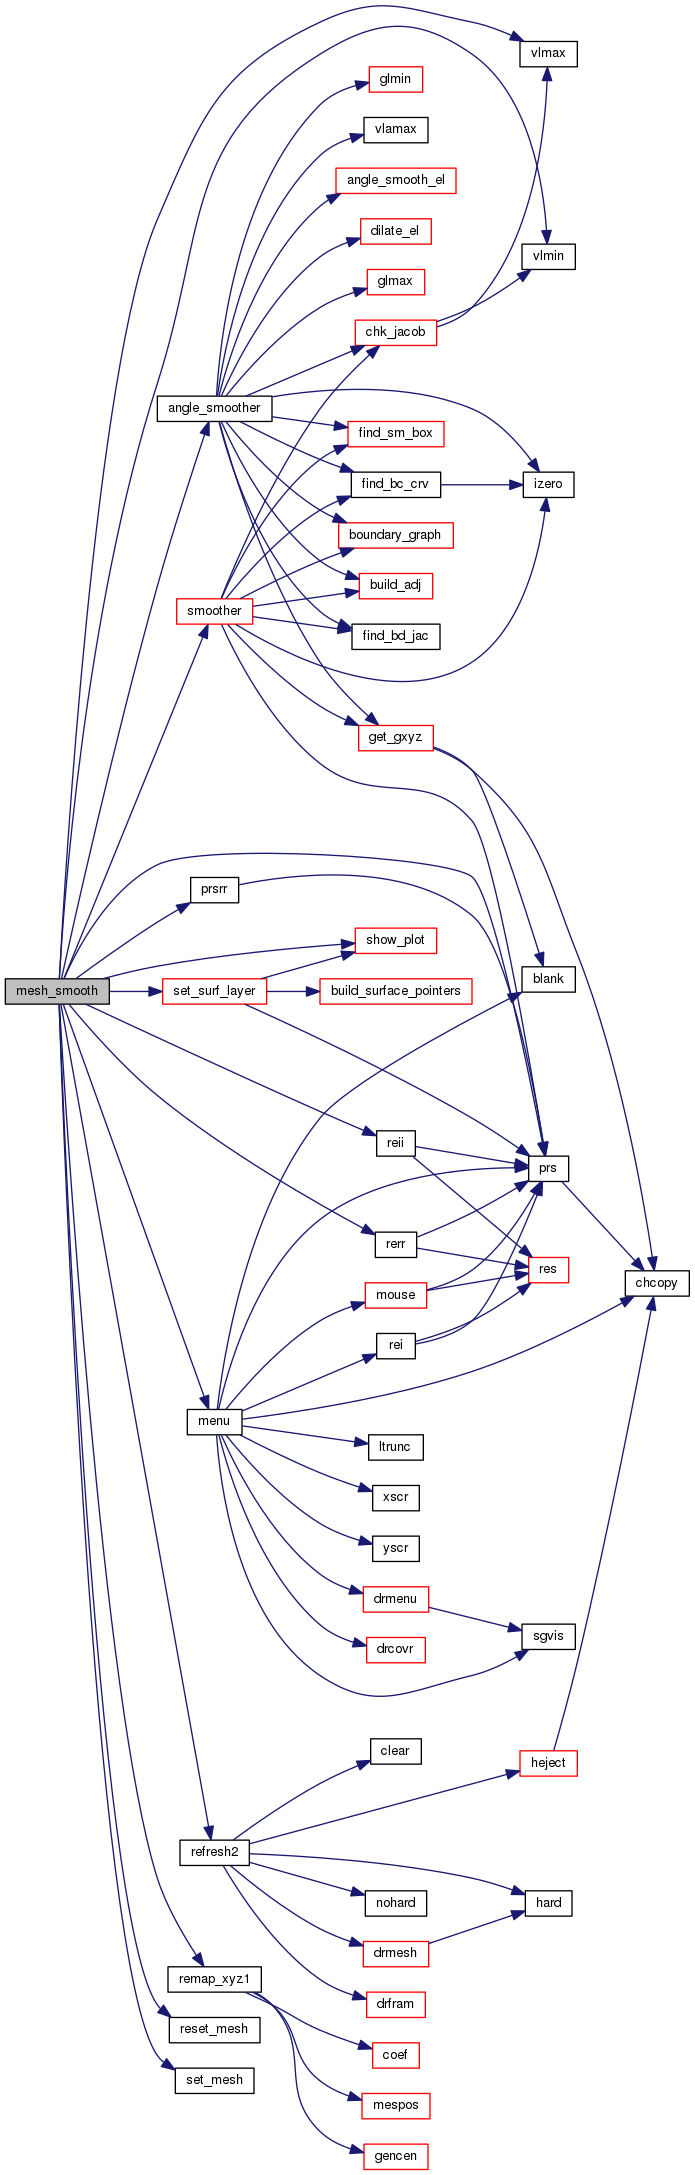 vlmax
glmin
vlamax
angle_smooth_el
dilate_el
vlmin
glmax
chk_jacob
angle_smoother
find_sm_box
find_bc_crv
izero
boundary_graph
build_adj
smoother
find_bd_jac
get_gxyz
prsrr
show_plot
blank
mesh_smooth
set_surf_layer
build_surface_pointers
reii
prs
rerr
res
chcopy
mouse
rei
menu
ltrunc
xscr
yscr
drmenu
sgvis
drcovr
clear
heject
refresh2
nohard
hard
drmesh
remap_xyz1
drfram
reset_mesh
coef
set_mesh
mespos
gencen